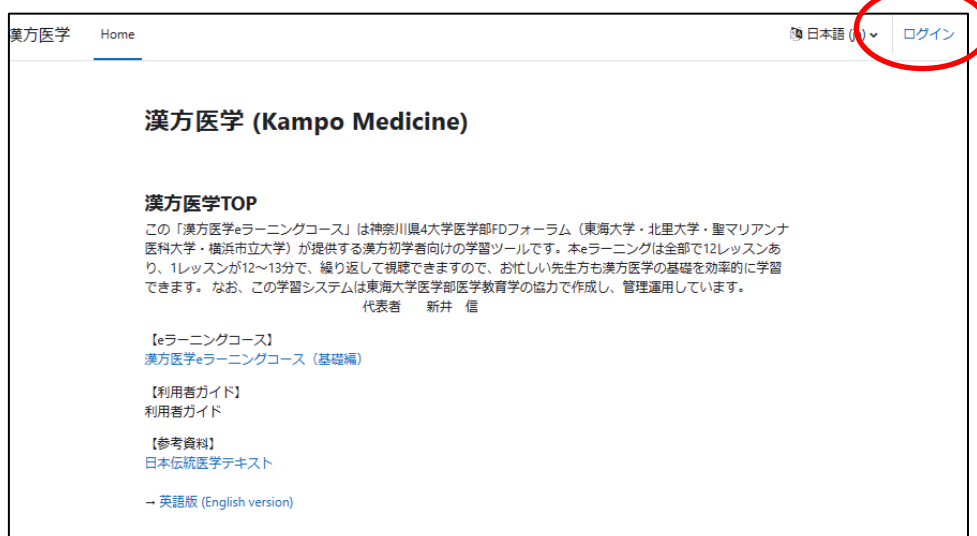 漢方医学 Home 日本語 (ja) ログイン
漢方医学 (Kampo Medicine)
漢方医学TOP
この「漢方医学eラーニングコース」は神奈川県4大学医学部FDフォーラム（東海大学・北里大学・聖マリアンナ
医科大学・横浜市立大学）が提供する漢方初学者向けの学習ツールです。本eラーニングは全部で12レッスンあ
り、1レッスンが12～13分で、繰り返して視聴できますので、お忙しい先生方も漢方医学の基礎を効率的に学習
できます。 なお、この学習システムは東海大学医学部医学教育学の協力で作成し、管理運用しています。
代表者　新井　信
【eラーニングコース】
漢方医学eラーニングコース（基礎編）
【利用者ガイド】
利用者ガイド
【参考資料】
日本伝統医学テキスト
→ 英語版 (English version)